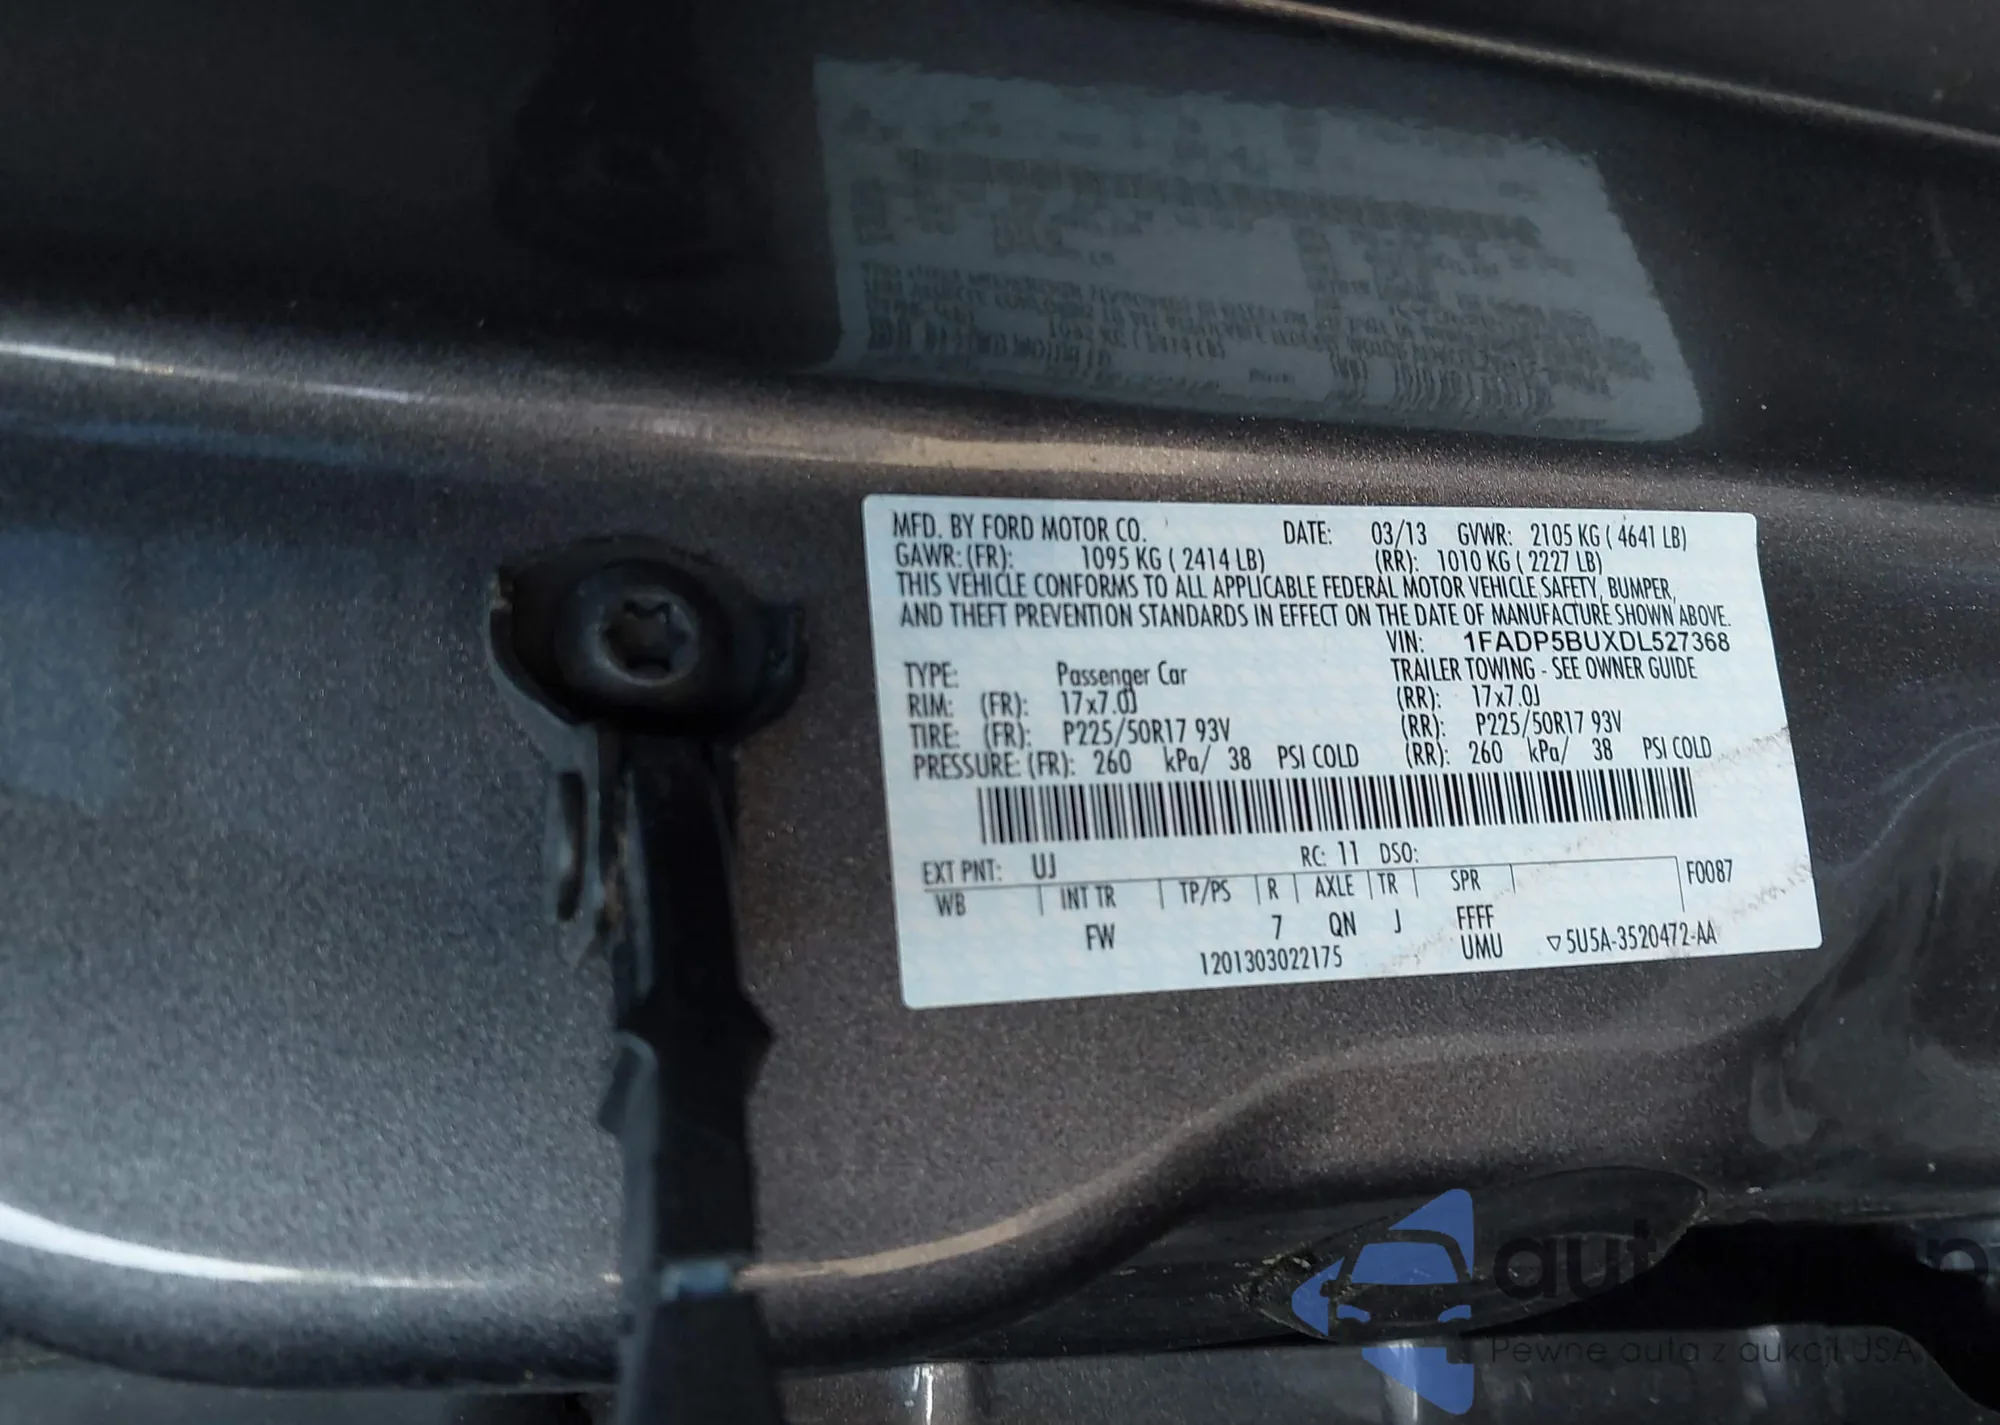 MFD. BY FORD MOTOR CO. DATE: 03/13 GVWR: 2105 KG ( 4641 LB)
GAWR: (FR): 1095 KG ( 2414 LB) (RR): 1010 KG ( 2227 LB)
THIS VEHICLE CONFORMS TO ALL APPLICABLE FEDERAL MOTOR VEHICLE SAFETY, BUMPER,
AND THEFT PREVENTION STANDARDS IN EFFECT ON THE DATE OF MANUFACTURE SHOWN ABOVE.
VIN: 1FADP5BUXDL527368
TYPE: Passenger Car TRAILER TOWING - SEE OWNER GUIDE
RIM: (FR): 17x7.0J (RR): 17x7.0J
TIRE: (FR): P225/50R17 93V (RR): P225/50R17 93V
PRESSURE: (FR): 260 kPa/ 38 PSI COLD (RR): 260 kPa/ 38 PSI COLD
EXT PNT: UJ RC: 11 DSO:
WB INT TR TP/PS R AXLE TR SPR F0087
FW 7 QN J FFFF
1201303022175 UMU ▽5U5A-3520472-AA
Pewne auta z aukcji USA